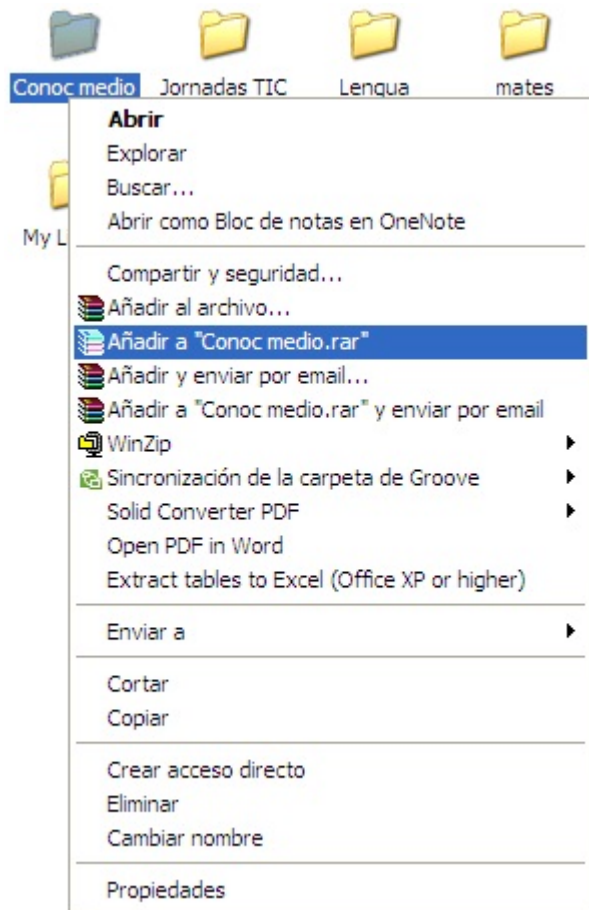 Conoc medio Jornadas TIC Lengua mates
Abrir
Explorar
Buscar...
Abrir como Bloc de notas en OneNote
My L
Compartir y seguridad...
Añadir al archivo...
Añadir a "Conoc medio.rar"
Añadir y enviar por email...
Añadir a "Conoc medio.rar" y enviar por email
WinZip
Sincronización de la carpeta de Groove
Solid Converter PDF
Open PDF in Word
Extract tables to Excel (Office XP or higher)
Enviar a
Cortar
Copiar
Crear acceso directo
Eliminar
Cambiar nombre
Propiedades